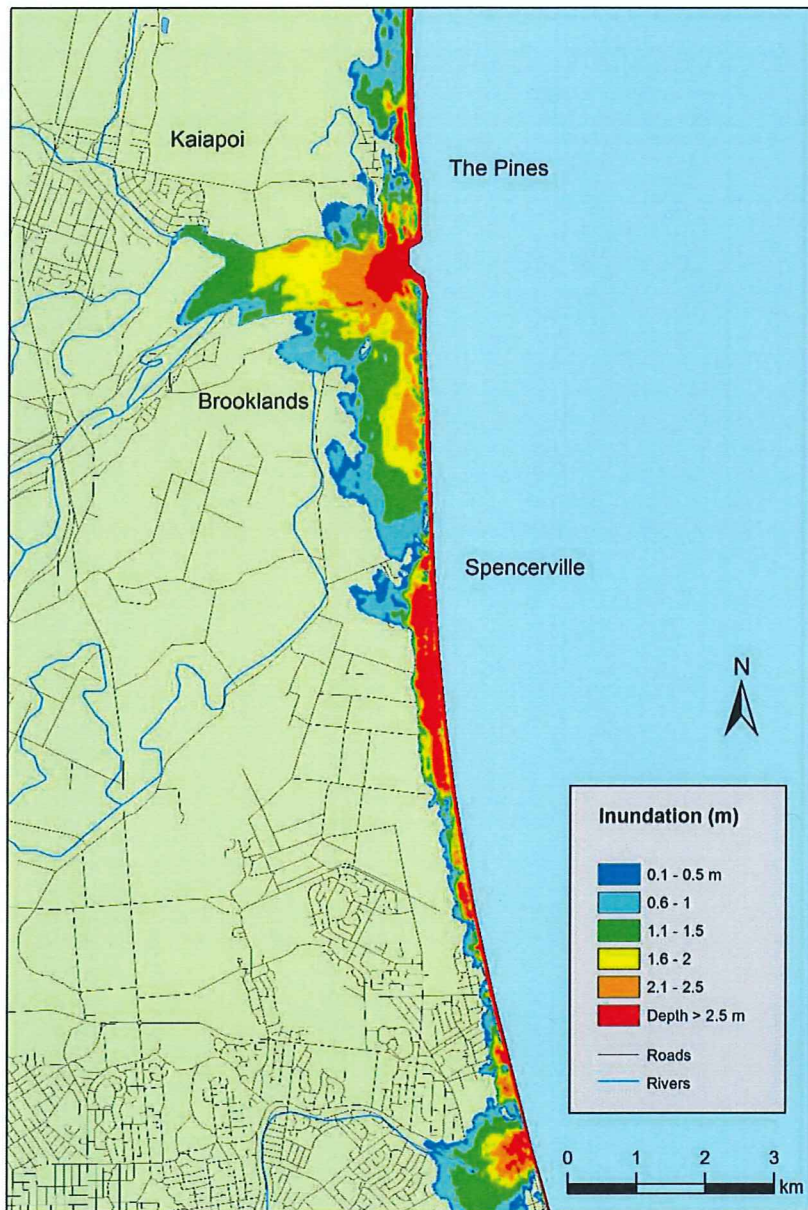 Kaiapoi
The Pines
Brooklands
Spencerville
N
Inundation (m)
0.1 - 0.5 m
0.6 - 1
1.1 - 1.5
1.6 - 2
2.1 - 2.5
Depth > 2.5 m
Roads
Rivers
0 1 2 3
km